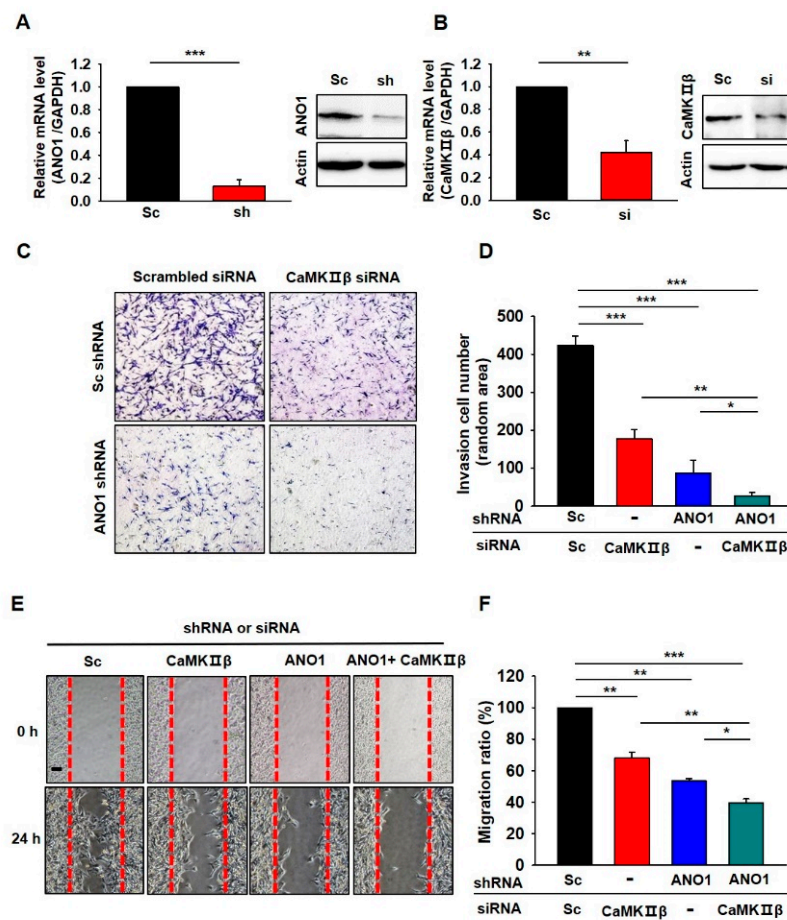 A
Relative mRNA level
(ANO1 /GAPDH)
1.2
1.0
0.8
0.6
0.4
0.2
0.0
***
Sc
sh
Sc sh
ANO1
Actin
B
Relative mRNA level
(CaMKⅡβ /GAPDH)
1.2
1.0
0.8
0.6
0.4
0.2
0.0
**
Sc
si
Sc si
CaMKⅡβ
Actin
C
Scrambled siRNA
CaMKⅡβ siRNA
Sc shRNA
ANO1 shRNA
D
Invasion cell number
(random area)
500
400
300
200
100
0
***
***
***
**
*
shRNA Sc - ANO1 ANO1
siRNA Sc CaMKⅡβ - CaMKⅡβ
E
shRNA or siRNA
Sc CaMKⅡβ ANO1 ANO1+ CaMKⅡβ
0 h
24 h
F
Migration ratio (%)
120
100
80
60
40
20
0
***
**
**
**
*
shRNA Sc - ANO1 ANO1
siRNA Sc CaMKⅡβ - CaMKⅡβ